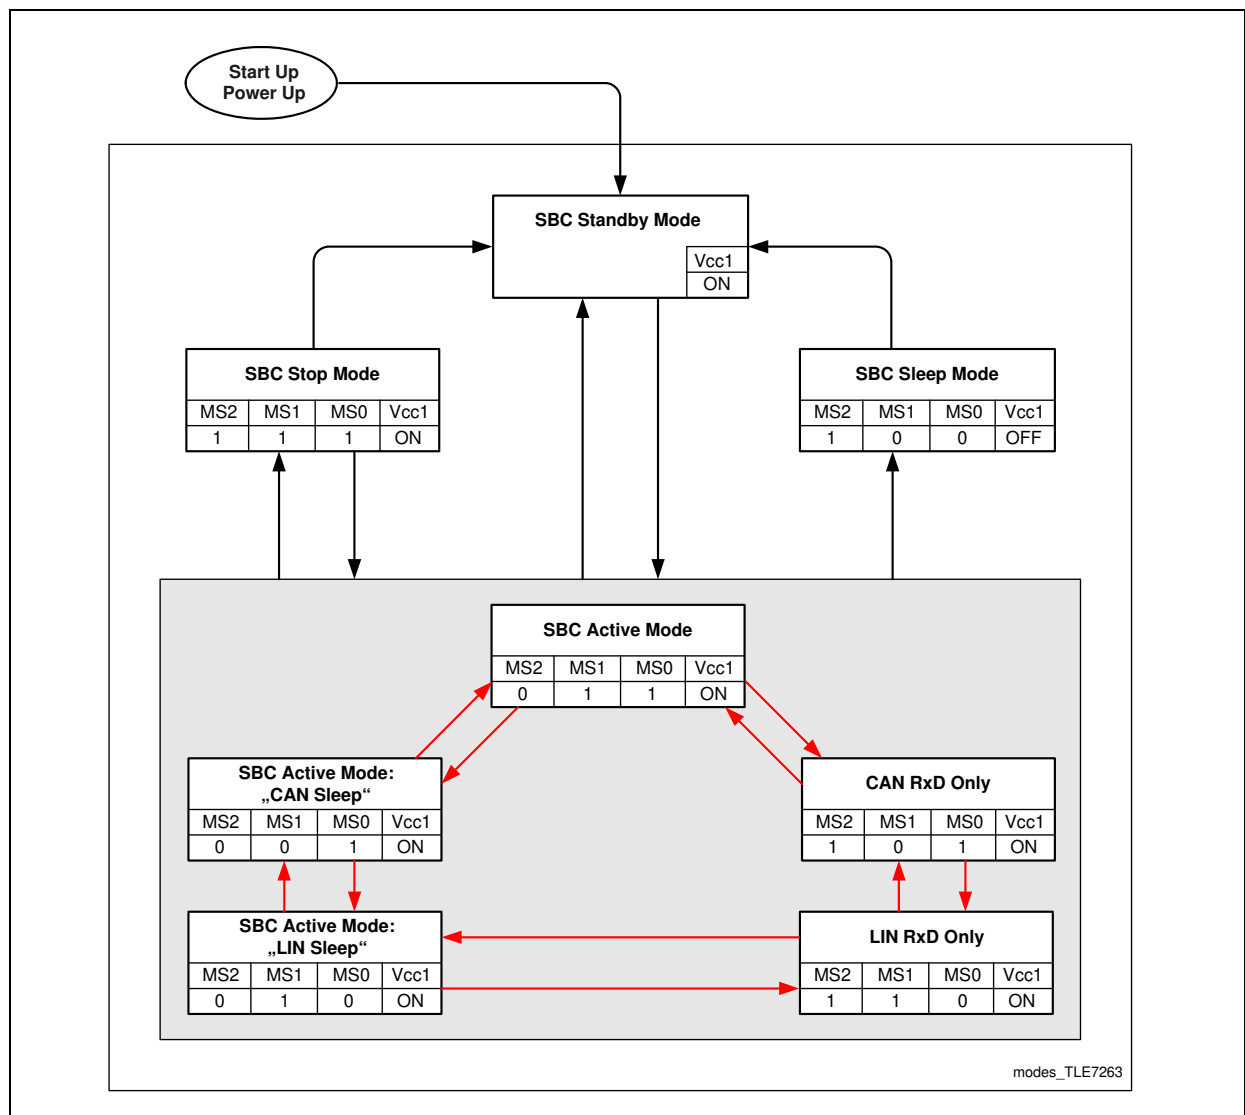 Start Up
Power Up
SBC Standby Mode
Vcc1
ON
SBC Stop Mode
MS2 MS1 MS0 Vcc1
1 1 1 ON
SBC Sleep Mode
MS2 MS1 MS0 Vcc1
1 0 0 OFF
SBC Active Mode
MS2 MS1 MS0 Vcc1
0 1 1 ON
SBC Active Mode:
„CAN Sleep“
MS2 MS1 MS0 Vcc1
0 0 1 ON
CAN RxD Only
MS2 MS1 MS0 Vcc1
1 0 1 ON
SBC Active Mode:
„LIN Sleep“
MS2 MS1 MS0 Vcc1
0 1 0 ON
LIN RxD Only
MS2 MS1 MS0 Vcc1
1 1 0 ON
modes_TLE7263